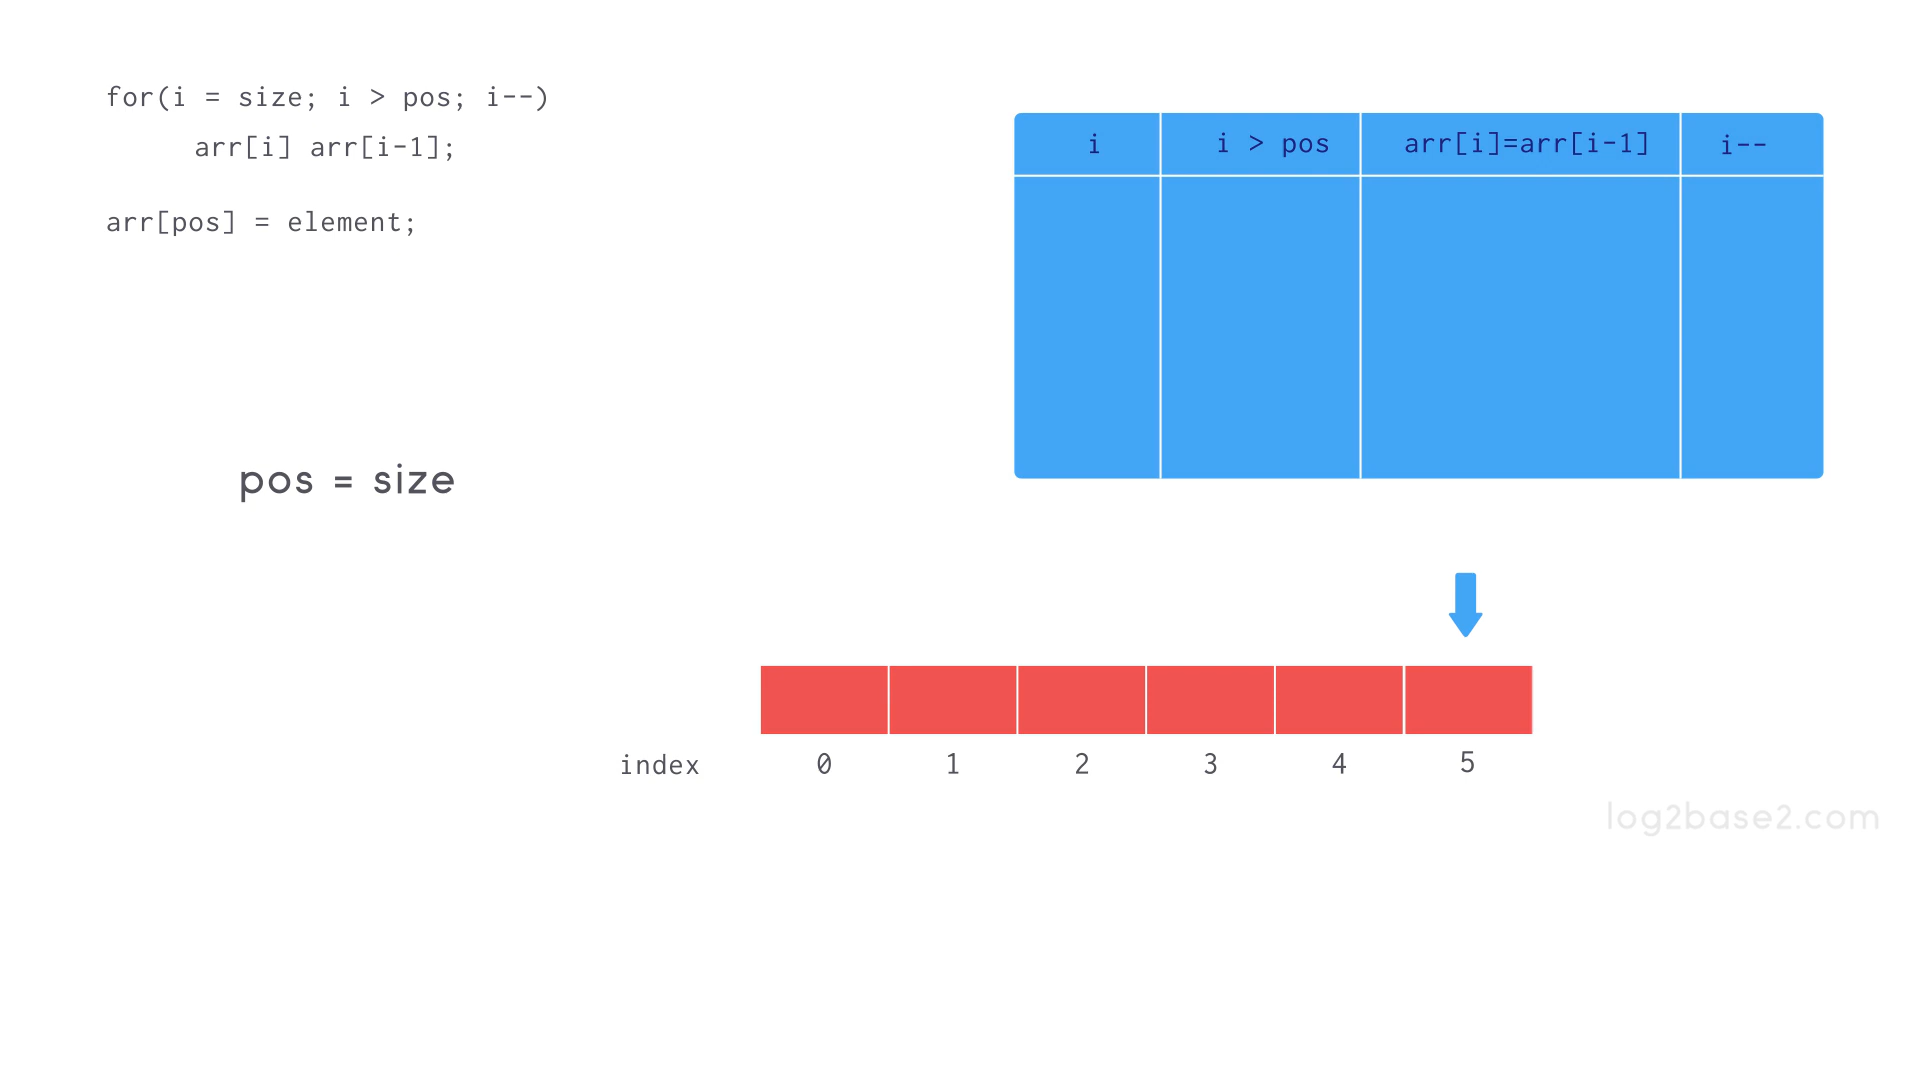 for(i = size; i > pos; i--)
arr[i] arr[i-1];
arr[pos] = element;
i i > pos arr[i]=arr[i-1] i--
pos = size
index 0 1 2 3 4 5
log2base2.com